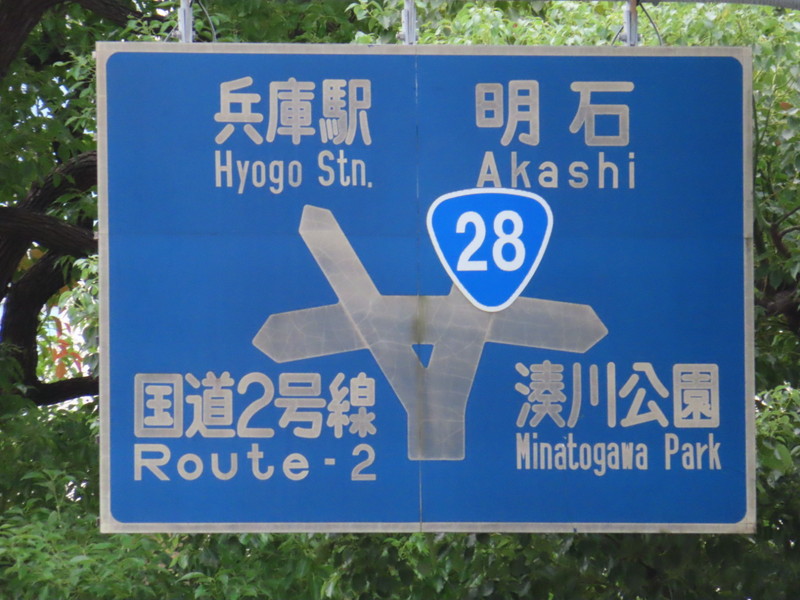 兵庫駅
Hyogo Stn.
明石
Akashi
28
国道2号線
Route-2
湊川公園
Minatogawa Park